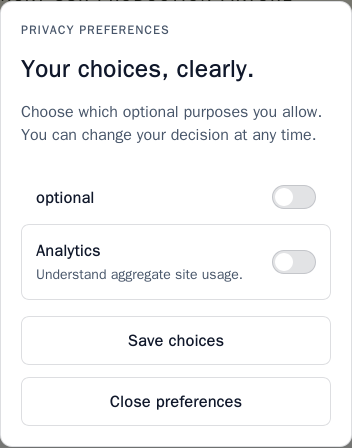 PRIVACY PREFERENCES
Your choices, clearly.
Choose which optional purposes you allow.
You can change your decision at any time.
optional
Analytics
Understand aggregate site usage.
Save choices
Close preferences